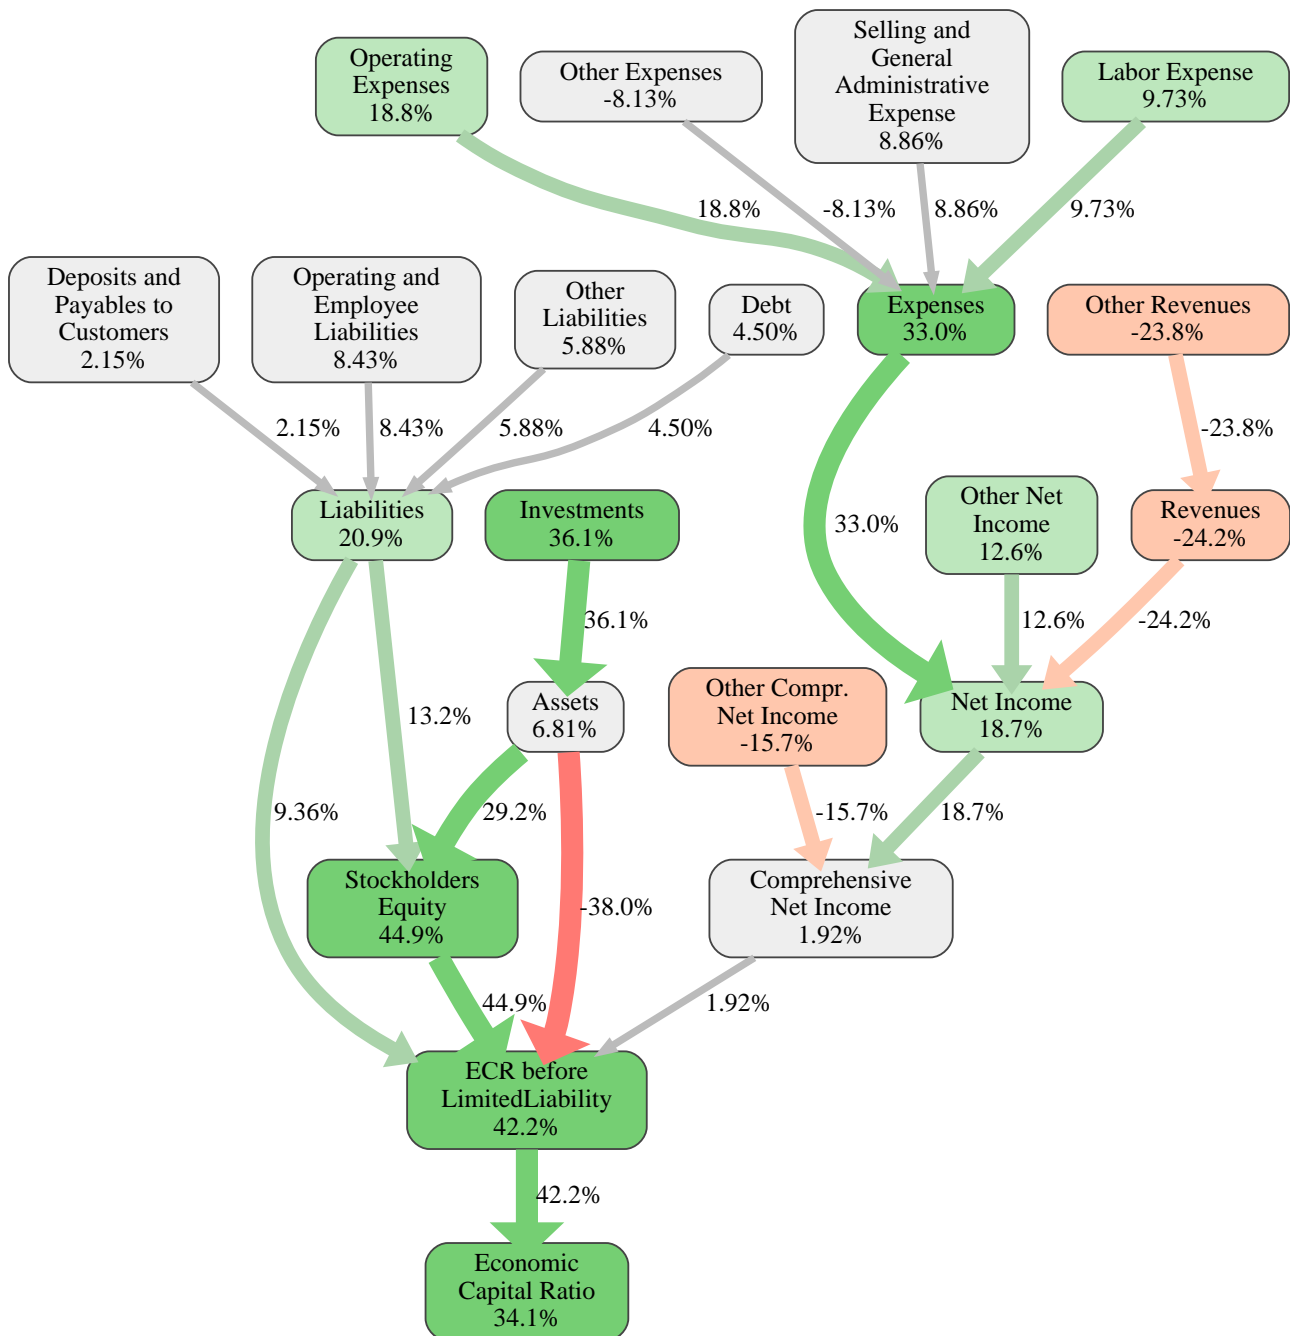 Operating
Expenses
18.8%
Other Expenses
-8.13%
Selling and
General
Administrative
Expense
8.86%
Labor Expense
9.73%
18.8%
-8.13%
8.86%
9.73%
Deposits and
Payables to
Customers
2.15%
Operating and
Employee
Liabilities
8.43%
Other
Liabilities
5.88%
Debt
4.50%
Expenses
33.0%
Other Revenues
-23.8%
2.15%
8.43%
5.88%
4.50%
-23.8%
Liabilities
20.9%
Investments
36.1%
33.0%
Other Net
Income
12.6%
Revenues
-24.2%
36.1%
12.6%
-24.2%
13.2%
Assets
6.81%
Other Compr.
Net Income
-15.7%
Net Income
18.7%
9.36%
29.2%
-38.0%
-15.7%
18.7%
Stockholders
Equity
44.9%
Comprehensive
Net Income
1.92%
44.9%
1.92%
ECR before
LimitedLiability
42.2%
42.2%
Economic
Capital Ratio
34.1%